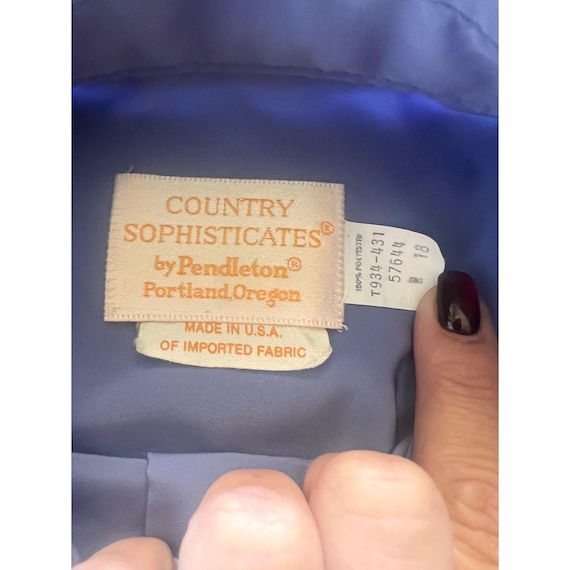 COUNTRY
SOPHISTICATES®
by Pendleton®
Portland, Oregon
MADE IN U.S.A.
OF IMPORTED FABRIC
100% POLYESTER
T934-431
57644
18